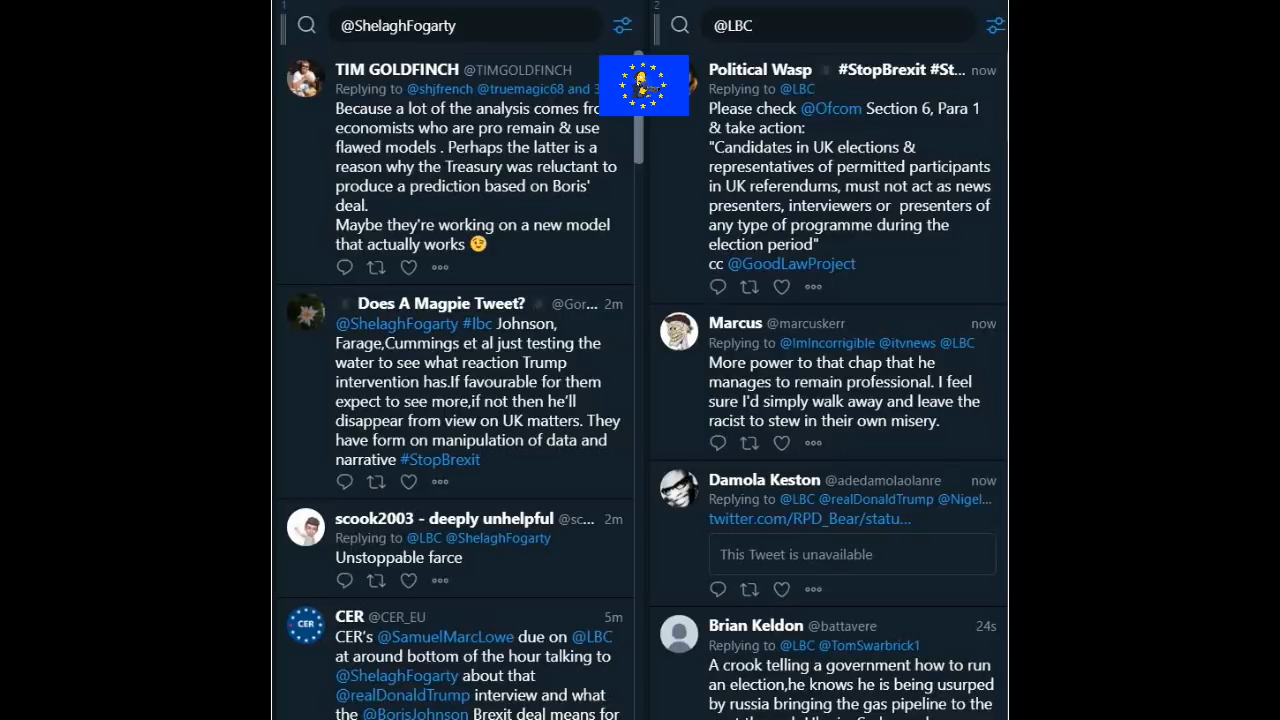 1
@ShelaghFogarty
TIM GOLDFINCH @TIMGOLDFINCH
Replying to @shjfrench @truemagic68 and 3
Because a lot of the analysis comes from
economists who are pro remain & use
flawed models . Perhaps the latter is a
reason why the Treasury was reluctant to
produce a prediction based on Boris'
deal.
Maybe they're working on a new model
that actually works 😉
Does A Magpie Tweet? @Gor... 2m
@ShelaghFogarty #lbc Johnson,
Farage,Cummings et al just testing the
water to see what reaction Trump
intervention has.If favourable for them
expect to see more,if not then he'll
disappear from view on UK matters. They
have form on manipulation of data and
narrative #StopBrexit
scook2003 - deeply unhelpful @sc... 2m
Replying to @LBC @ShelaghFogarty
Unstoppable farce
CER @CER_EU 5m
CER's @SamuelMarcLowe due on @LBC
at around bottom of the hour talking to
@ShelaghFogarty about that
@realDonaldTrump interview and what
the @BorisJohnson Brexit deal means for
2
@LBC
Political Wasp #StopBrexit #St... now
Replying to @LBC
Please check @Ofcom Section 6, Para 1
& take action:
"Candidates in UK elections &
representatives of permitted participants
in UK referendums, must not act as news
presenters, interviewers or presenters of
any type of programme during the
election period"
cc @GoodLawProject
Marcus @marcuskerr now
Replying to @ImIncorrigible @itvnews @LBC
More power to that chap that he
manages to remain professional. I feel
sure I'd simply walk away and leave the
racist to stew in their own misery.
Damola Keston @adedamolaolanre now
Replying to @LBC @realDonaldTrump @Nigel...
twitter.com/RPD_Bear/statu...
This Tweet is unavailable
Brian Keldon @battavere 24s
Replying to @LBC @TomSwarbrick1
A crook telling a government how to run
an election,he knows he is being usurped
by russia bringing the gas pipeline to the